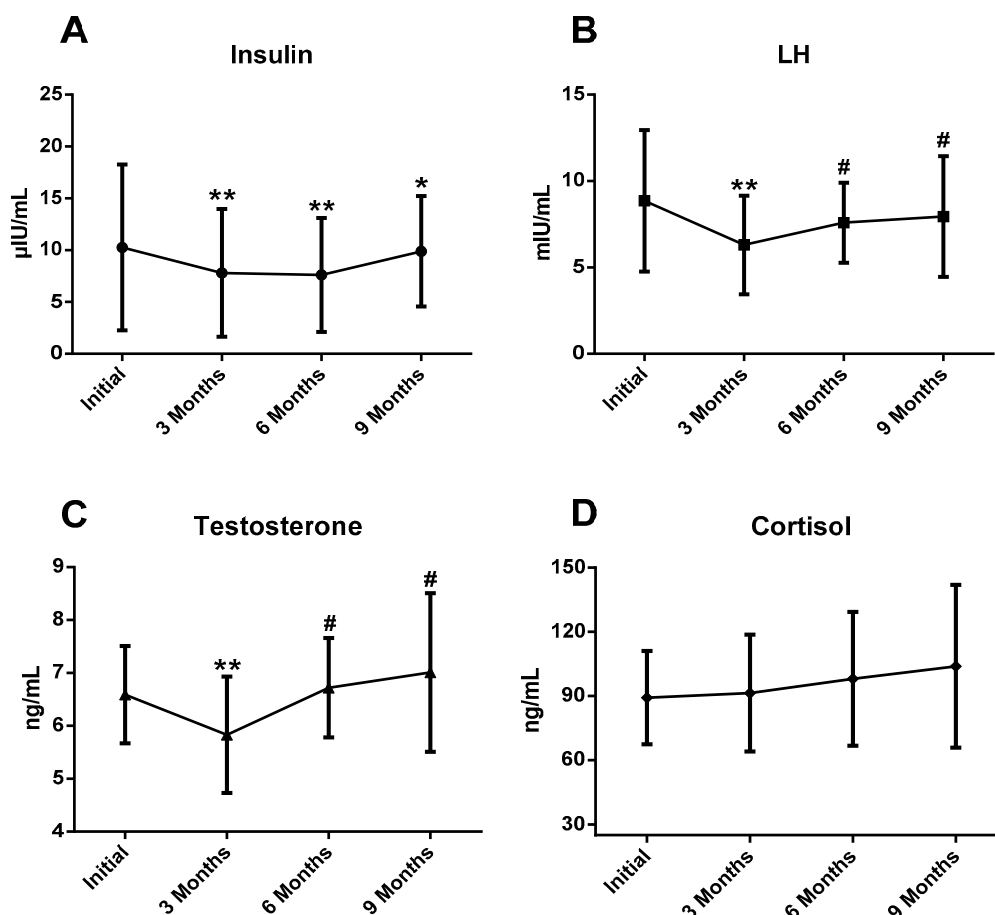 A
Insulin
µIU/mL
25
20
15
10
5
0
**
**
*
Initial
3 Months
6 Months
9 Months
B
LH
mIU/mL
15
10
5
0
**
#
#
Initial
3 Months
6 Months
9 Months
C
Testosterone
ng/mL
9
8
7
6
5
4
**
#
#
Initial
3 Months
6 Months
9 Months
D
Cortisol
ng/mL
150
120
90
60
30
Initial
3 Months
6 Months
9 Months